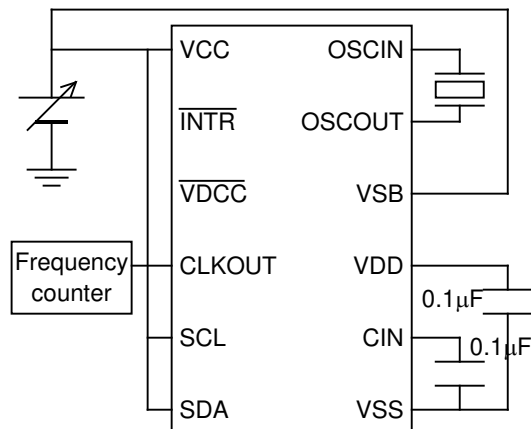 VCC OSCIN
INTR OSCOUT
VDCC VSB
Frequency
counter
CLKOUT VDD
0.1µF
SCL CIN
0.1µF
SDA VSS